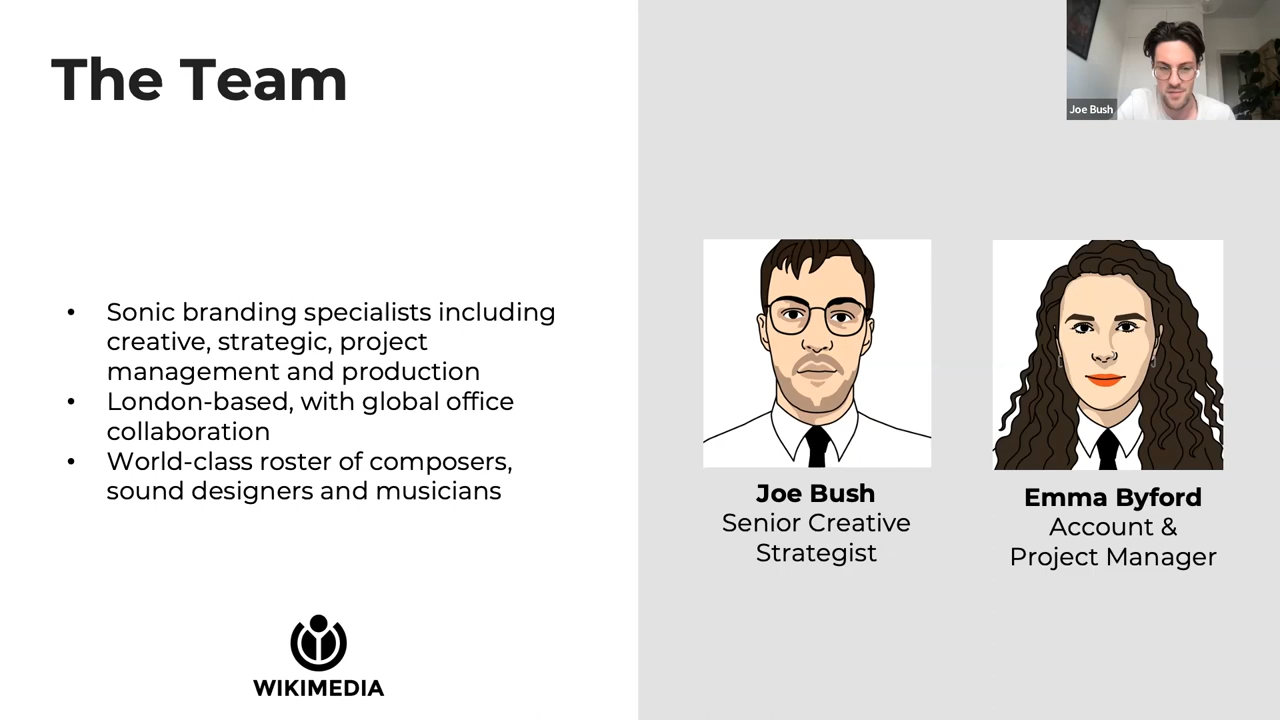 The Team
Joe Bush
• Sonic branding specialists including
creative, strategic, project
management and production
• London-based, with global office
collaboration
• World-class roster of composers,
sound designers and musicians
Joe Bush
Senior Creative
Strategist
Emma Byford
Account &
Project Manager
WIKIMEDIA